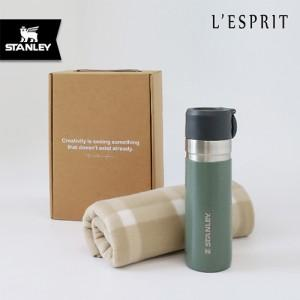 STANLEY
L'ESPRIT
Creativity is seeing something
that doesn't exist already.
STANLEY